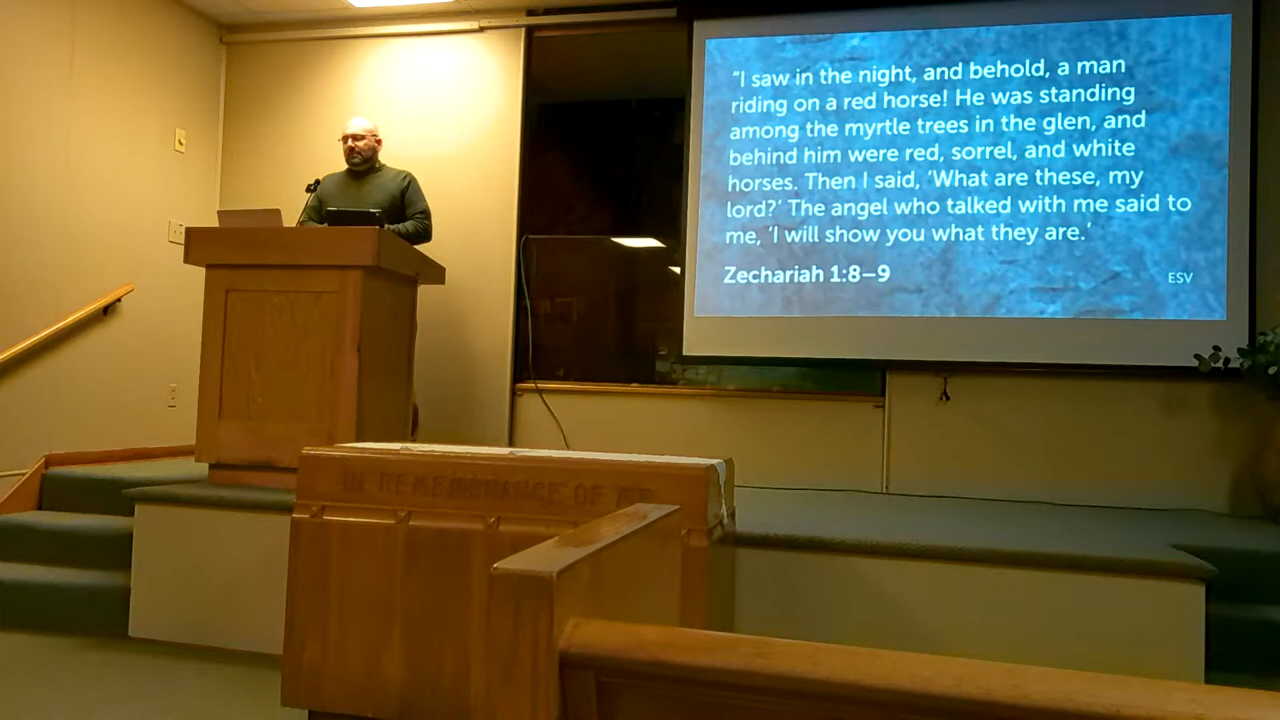 “I saw in the night, and behold, a man
riding on a red horse! He was standing
among the myrtle trees in the glen, and
behind him were red, sorrel, and white
horses. Then I said, ‘What are these, my
lord?’ The angel who talked with me said to
me, ‘I will show you what they are.’
Zechariah 1:8–9
ESV
IN REMEMBRANCE OF ME